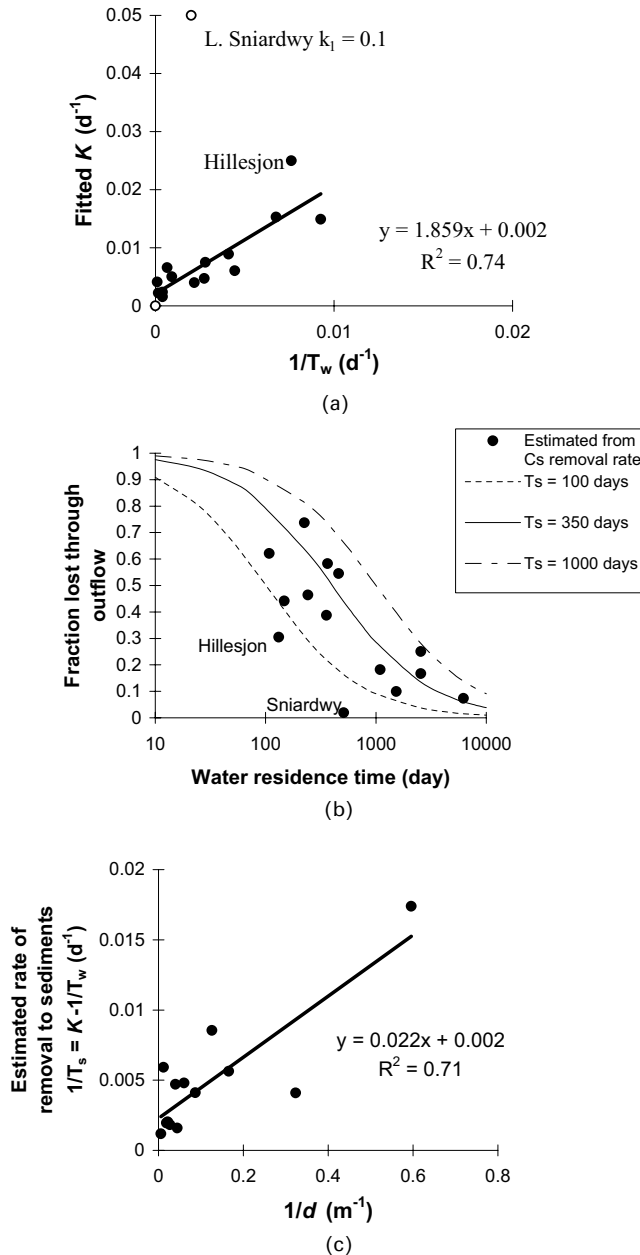 0.05
L. Sniardwy k₁ = 0.1
0.04
Fitted K (d⁻¹)
0.03
Hillesjon
0.02
y = 1.859x + 0.002
0.01
R² = 0.74
0
0
0.01
0.02
1/T_w (d⁻¹)
(a)
1
0.9
0.8
0.7
0.6
0.5
0.4
0.3
0.2
0.1
0
Fraction lost through
outflow
Hillesjon
Sniardwy
10
100
1000
10000
Water residence time (day)
(b)
Estimated from
Cs removal rate
Ts = 100 days
Ts = 350 days
Ts = 1000 days
0.02
0.015
0.01
0.005
0
Estimated rate of
removal to sediments
1/T_s = K-1/T_w (d⁻¹)
y = 0.022x + 0.002
R² = 0.71
0
0.2
0.4
0.6
0.8
1/d (m⁻¹)
(c)